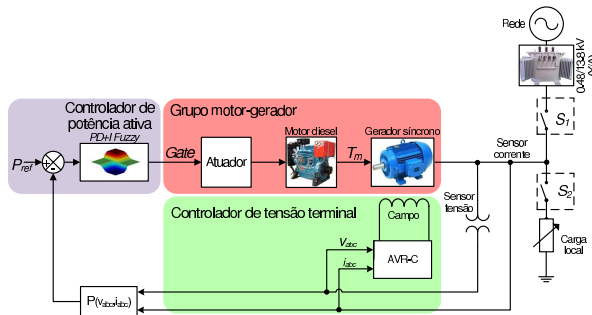 Rede
0.48/13.8 kV
(Y/Δ)
Controlador de
potência ativa
PD+I Fuzzy
Grupo motor-gerador
Motor diesel
Gerador síncrono
S1
Sensor
corrente
Pref
Gate
Atuador
Tm
S2
Sensor
tensão
Controlador de tensão terminal
Campo
Carga
local
vabc
iabc
AVR-C
P(vabc,iabc)